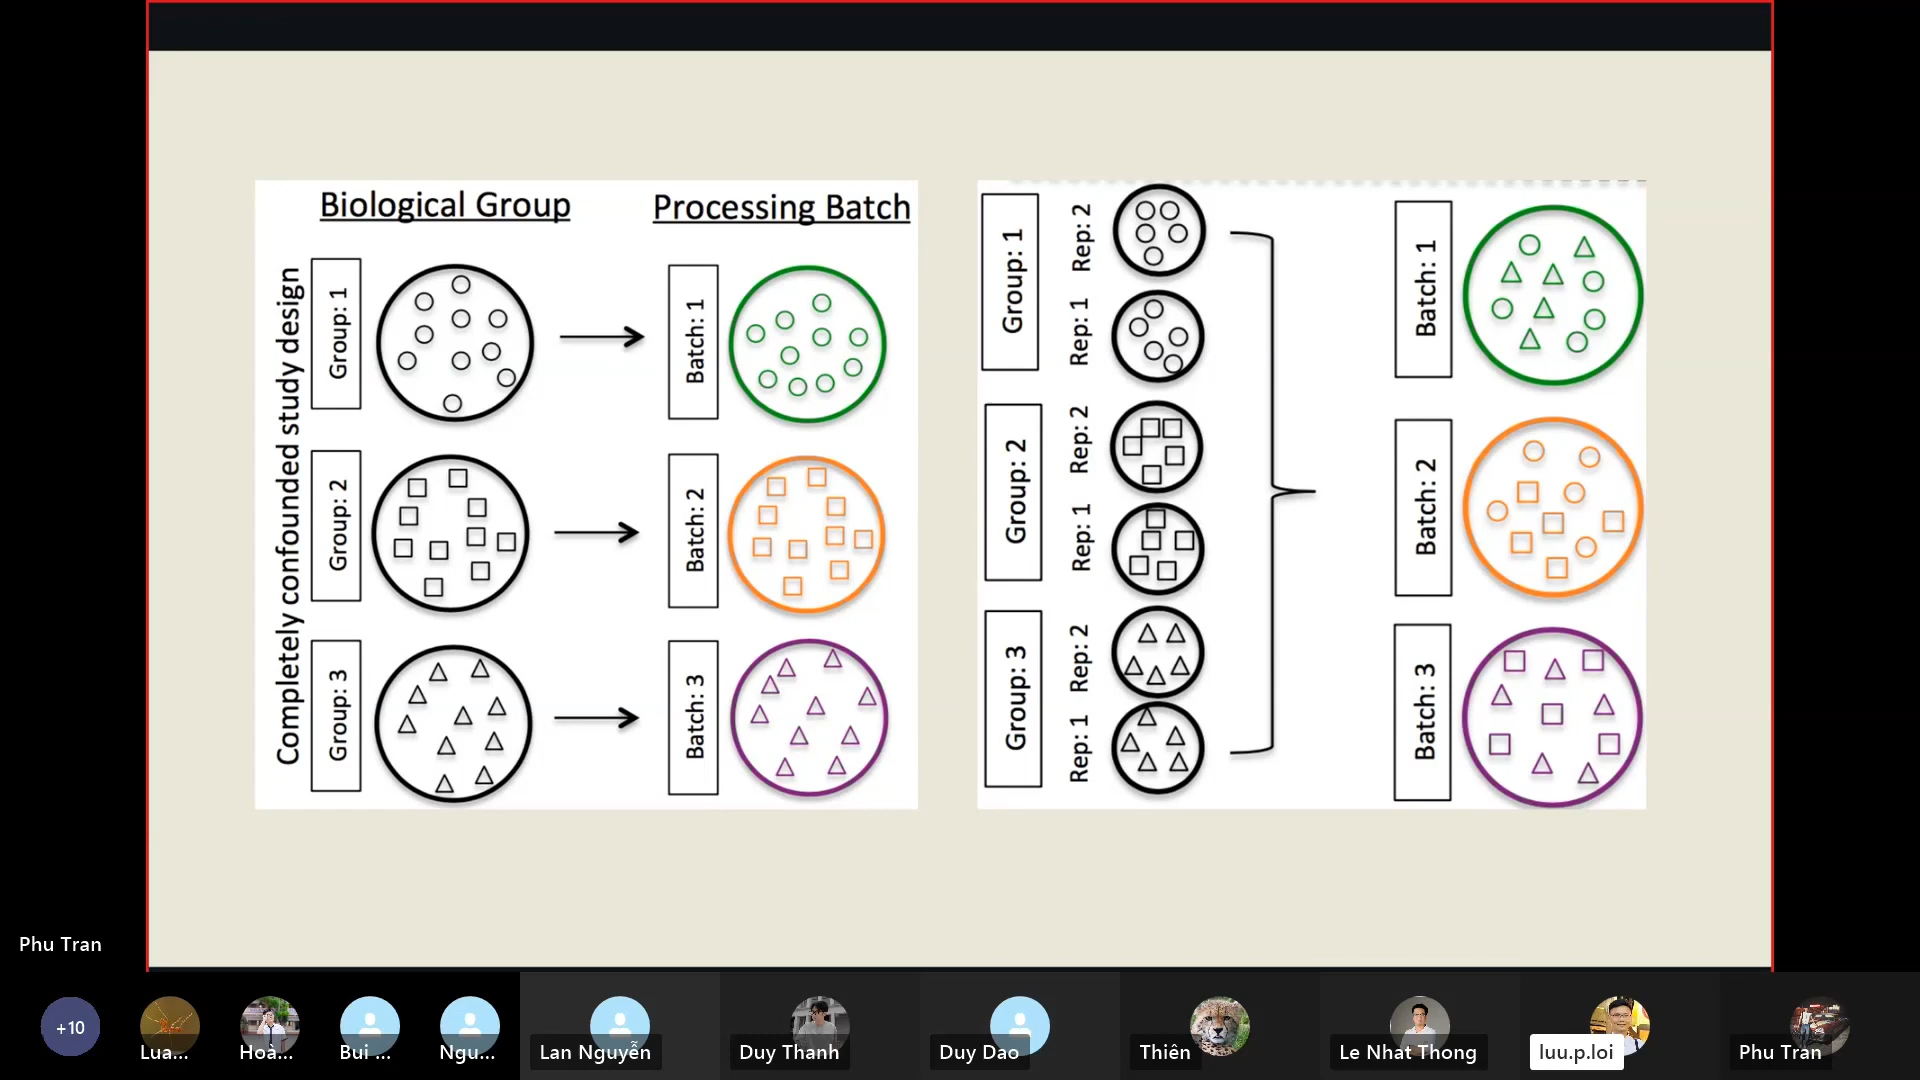 Biological Group
Processing Batch
Completely confounded study design
Group: 1
Batch: 1
Group: 2
Batch: 2
Group: 3
Batch: 3
Group: 1
Rep: 2
Rep: 1
Batch: 1
Group: 2
Rep: 2
Rep: 1
Batch: 2
Group: 3
Rep: 2
Rep: 1
Batch: 3
Phu Tran
+10
Lua...
Hoà...
Bui ...
Ngu...
Lan Nguyễn
Duy Thanh
Duy Dao
Thiên
Le Nhat Thong
luu.p.loi
Phu Tran